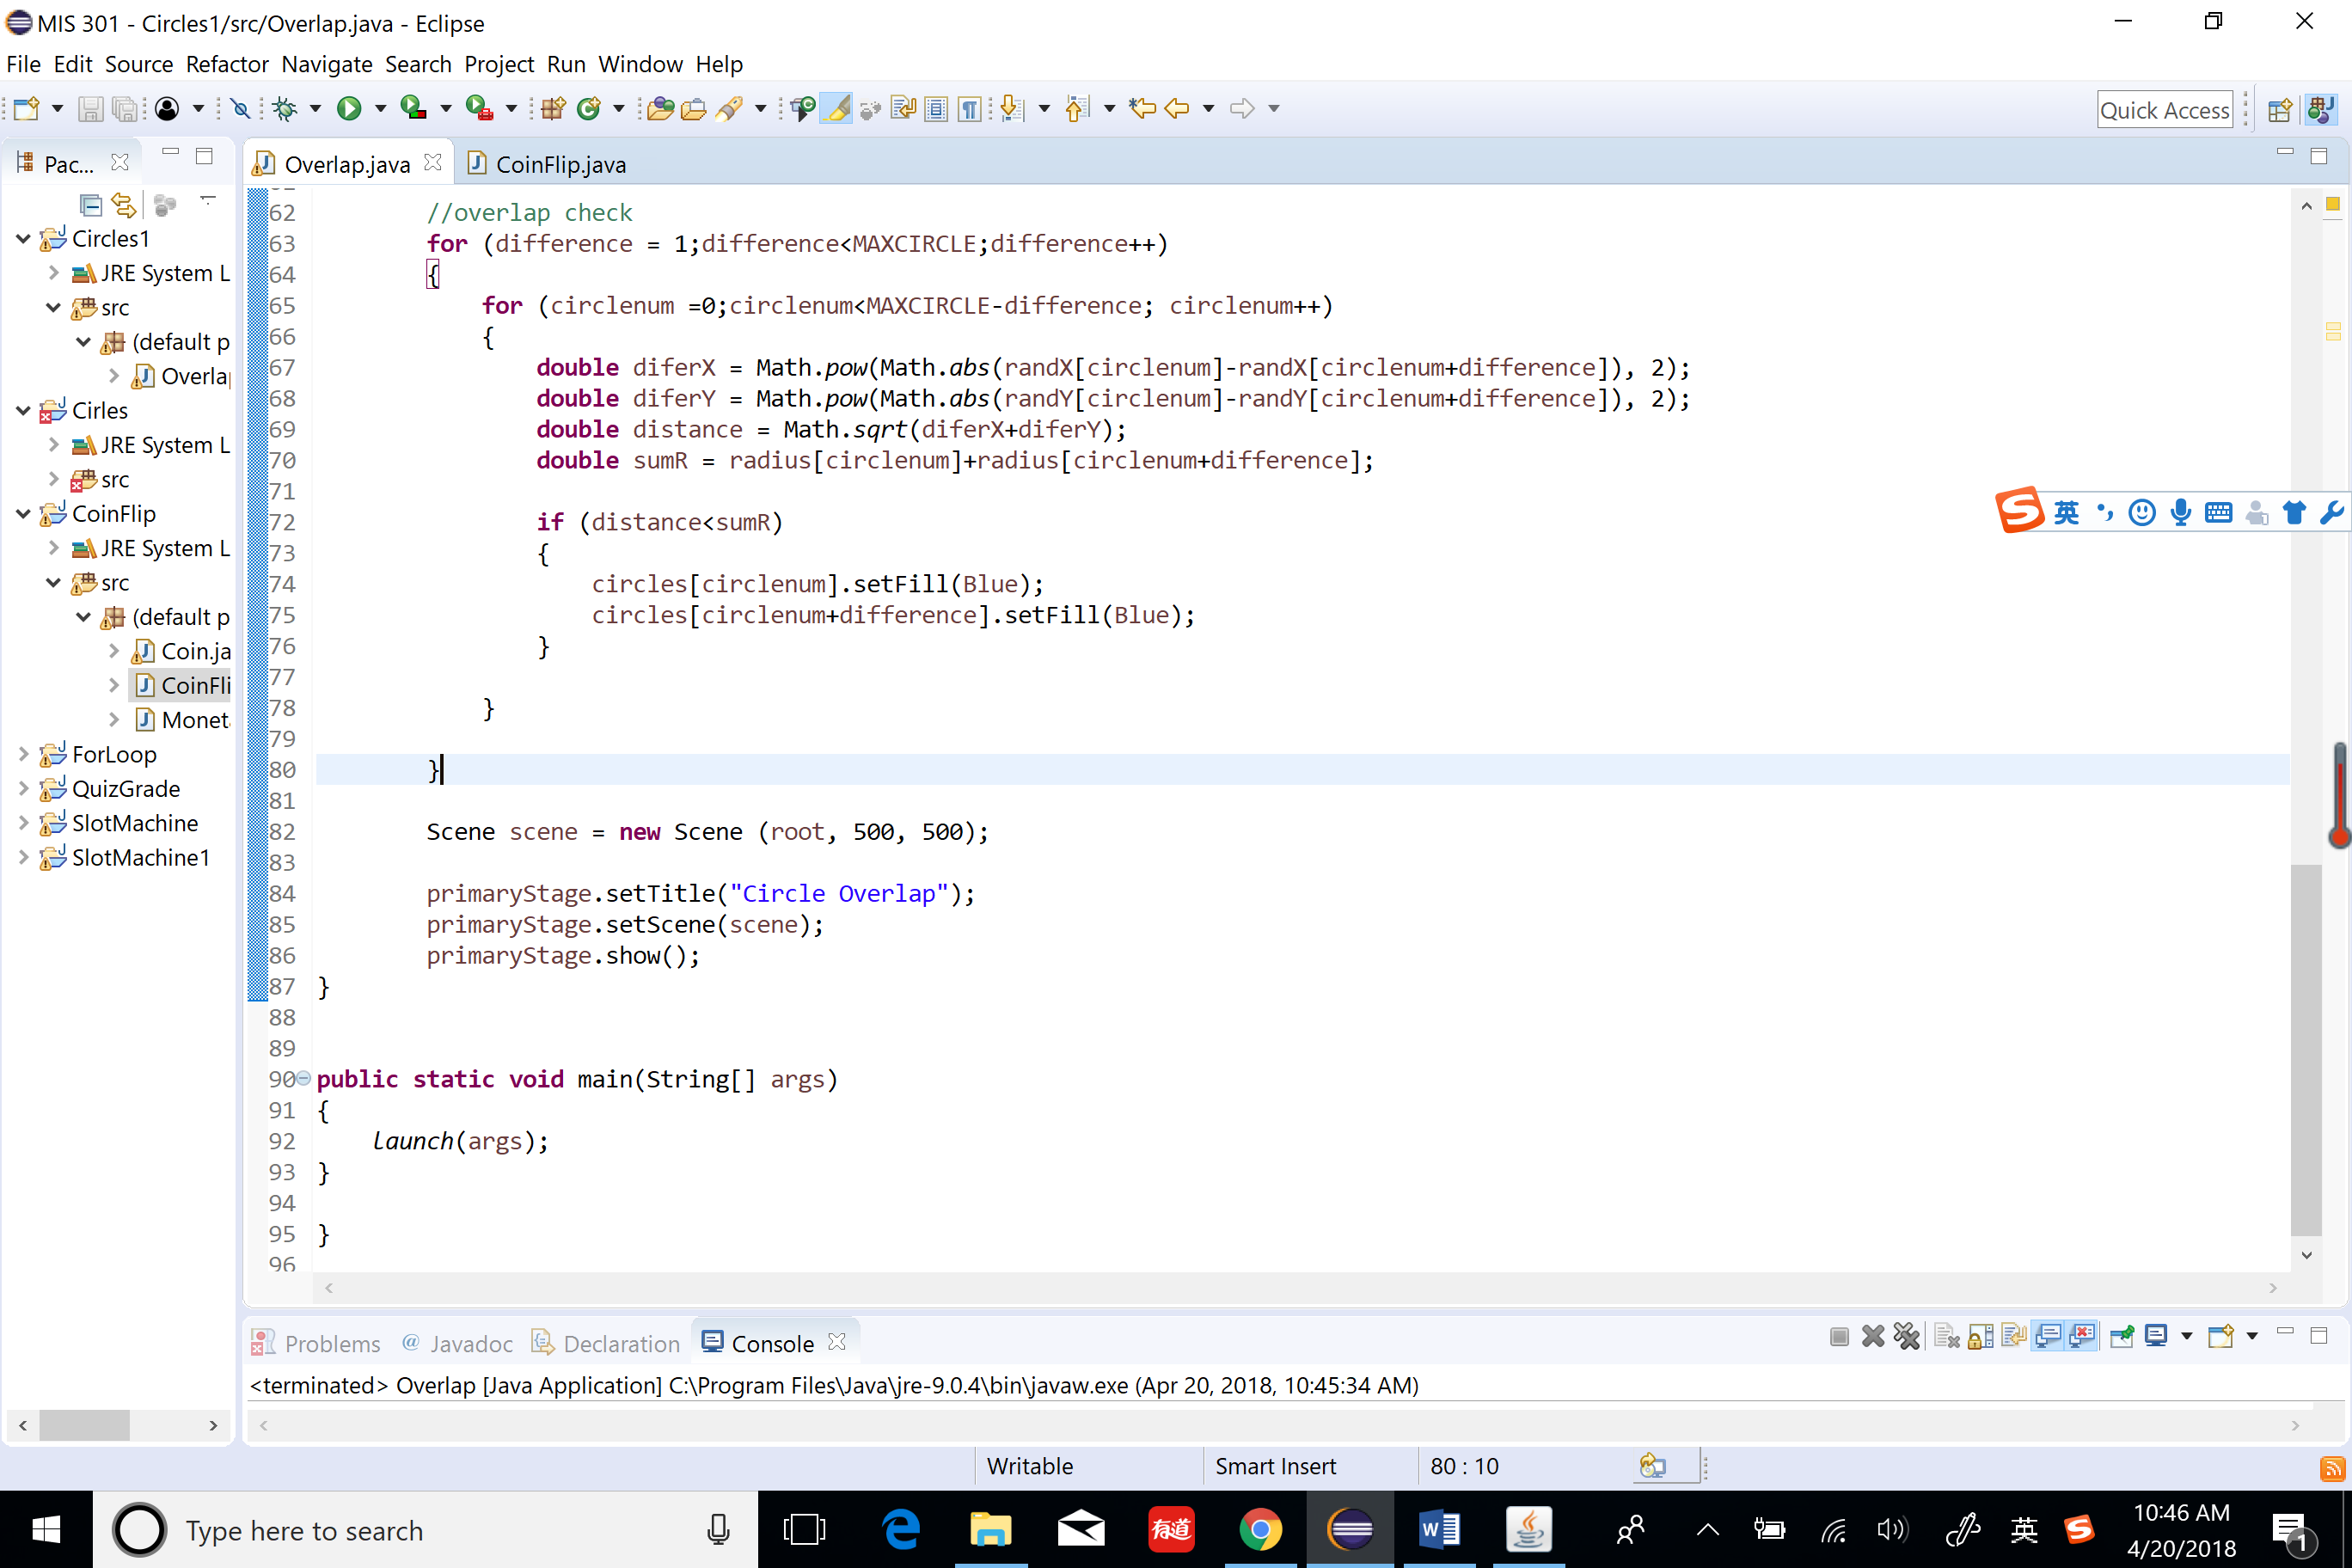 MIS 301 - Circles1/src/Overlap.java - Eclipse
File Edit Source Refactor Navigate Search Project Run Window Help
Quick Access
Pac...
Overlap.java
CoinFlip.java
Circles1
JRE System L
src
(default p
Overla
Cirles
JRE System L
src
CoinFlip
JRE System L
src
(default p
Coin.ja
CoinFli
Monet
ForLoop
QuizGrade
SlotMachine
SlotMachine1
62 //overlap check
63 for (difference = 1;difference<MAXCIRCLE;difference++)
64 {
65 for (circlenum =0;circlenum<MAXCIRCLE-difference; circlenum++)
66 {
67 double diferX = Math.pow(Math.abs(randX[circlenum]-randX[circlenum+difference]), 2);
68 double diferY = Math.pow(Math.abs(randY[circlenum]-randY[circlenum+difference]), 2);
69 double distance = Math.sqrt(diferX+diferY);
70 double sumR = radius[circlenum]+radius[circlenum+difference];
71
72 if (distance<sumR)
73 {
74 circles[circlenum].setFill(Blue);
75 circles[circlenum+difference].setFill(Blue);
76 }
77
78 }
79
80 }
81
82 Scene scene = new Scene (root, 500, 500);
83
84 primaryStage.setTitle("Circle Overlap");
85 primaryStage.setScene(scene);
86 primaryStage.show();
87 }
88
89
90 public static void main(String[] args)
91 {
92 launch(args);
93 }
94
95 }
96
英
Problems @ Javadoc Declaration Console
<terminated> Overlap [Java Application] C:\Program Files\Java\jre-9.0.4\bin\javaw.exe (Apr 20, 2018, 10:45:34 AM)
Writable Smart Insert 80 : 10
Type here to search
有道
英
10:46 AM
4/20/2018
1